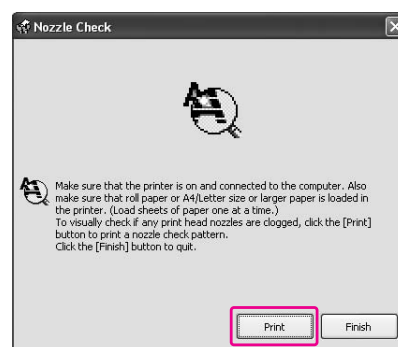 Nozzle Check
Make sure that the printer is on and connected to the computer. Also
make sure that roll paper or A4/Letter size or larger paper is loaded in
the printer. (Load sheets of paper one at a time.)
To visually check if any print head nozzles are clogged, click the [Print]
button to print a nozzle check pattern.
Click the [Finish] button to quit.
Print
Finish